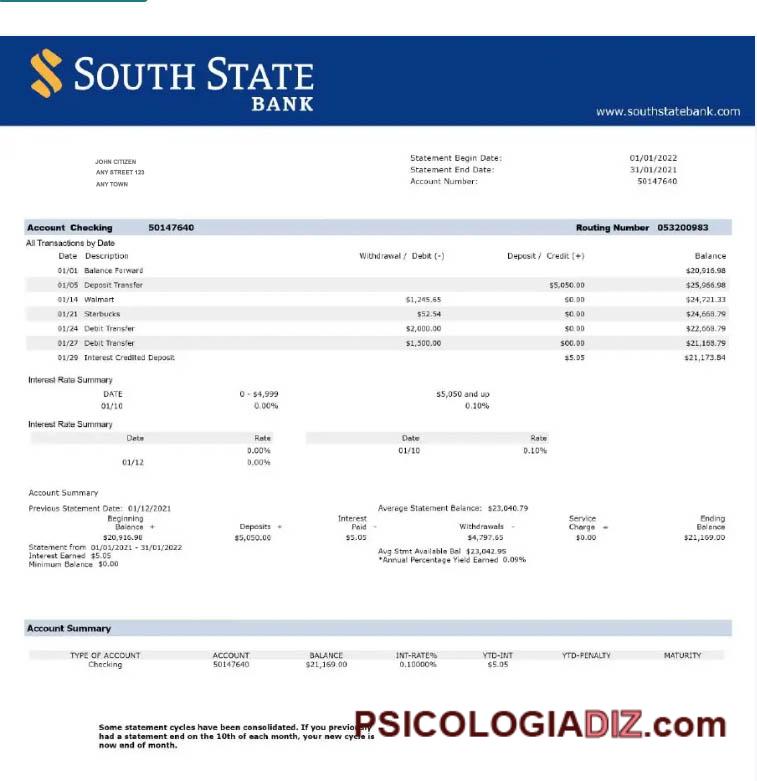 SOUTH STATE
BANK
www.southstatebank.com
JOHN CITIZEN
ANY STREET 123
ANY TOWN
Statement Begin Date: 01/01/2022
Statement End Date: 31/01/2021
Account Number: 50147640
Account Checking 50147640 Routing Number 053200983
All Transactions by Date
Date Description Withdrawal / Debit (-) Deposit / Credit (+) Balance
01/01 Balance Forward $20,916.98
01/05 Deposit Transfer $5,050.00 $25,966.98
01/14 Walmart $1,245.65 $0.00 $24,721.33
01/21 Starbucks $52.54 $0.00 $24,668.79
01/24 Debit Transfer $2,000.00 $0.00 $22,668.79
01/27 Debit Transfer $1,500.00 $00.00 $21,168.79
01/29 Interest Credited Deposit $5.05 $21,173.84
Interest Rate Summary
DATE 0 - $4,999 $5,050 and up
01/10 0.00% 0.10%
Interest Rate Summary
Date Rate Date Rate
0.00% 01/10 0.10%
01/12 0.00%
Account Summary
Previous Statement Date: 01/12/2021 Average Statement Balance: $23,040.79
Beginning Interest Service Ending
Balance + Deposits + Paid - Withdrawals - Charge = Balance
$20,916.98 $5,050.00 $5.05 $4,797.65 $0.00 $21,169.00
Statement from 01/01/2021 - 31/01/2022
Interest Earned $5.05 Avg Stmt Available Bal $23,042.95
Minimum Balance $0.00 *Annual Percentage Yield Earned 0.09%
Account Summary
TYPE OF ACCOUNT ACCOUNT BALANCE INT-RATE% YTD-INT YTD-PENALTY MATURITY
Checking 50147640 $21,169.00 0.10000% $5.05
Some statement cycles have been consolidated. If you previously
had a statement end on the 10th of each month, your new cycle is
now end of month.
PSICOLOGIADIZ.com